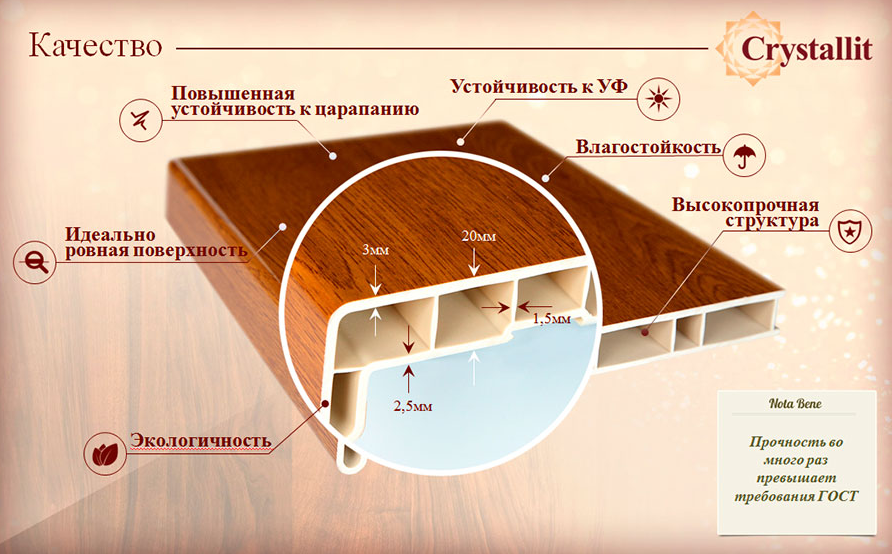 Качество
Crystallit
Повышенная
устойчивость к царапанию
Устойчивость к УФ
Влагостойкость
Высокопрочная
структура
Идеально
ровная поверхность
3мм
20мм
1,5мм
2,5мм
Экологичность
Nota Bene
Прочность во
много раз
превышает
требования ГОСТ